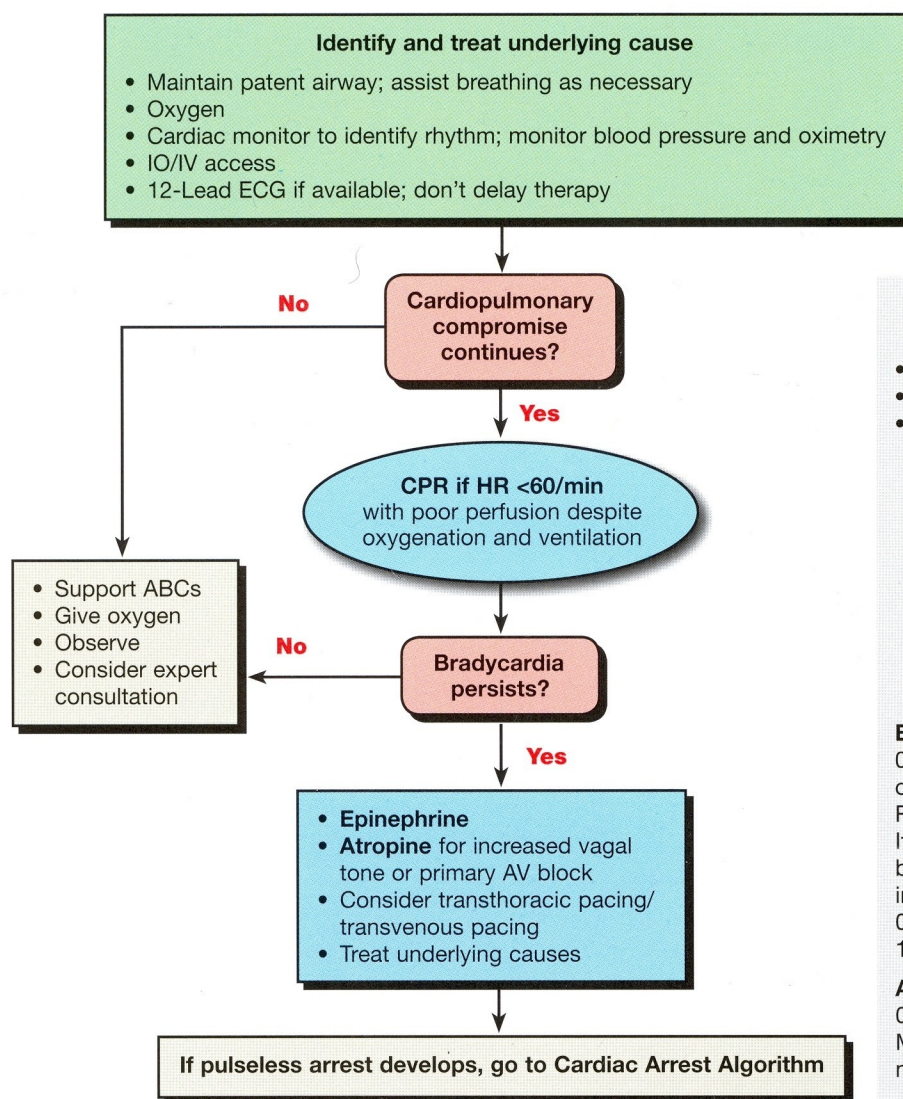 Identify and treat underlying cause
• Maintain patent airway; assist breathing as necessary
• Oxygen
• Cardiac monitor to identify rhythm; monitor blood pressure and oximetry
• IO/IV access
• 12-Lead ECG if available; don't delay therapy
Cardiopulmonary
compromise
continues?
No
Yes
CPR if HR <60/min
with poor perfusion despite
oxygenation and ventilation
• Support ABCs
• Give oxygen
• Observe
• Consider expert
consultation
No
Bradycardia
persists?
Yes
• Epinephrine
• Atropine for increased vagal
tone or primary AV block
• Consider transthoracic pacing/
transvenous pacing
• Treat underlying causes
If pulseless arrest develops, go to Cardiac Arrest Algorithm